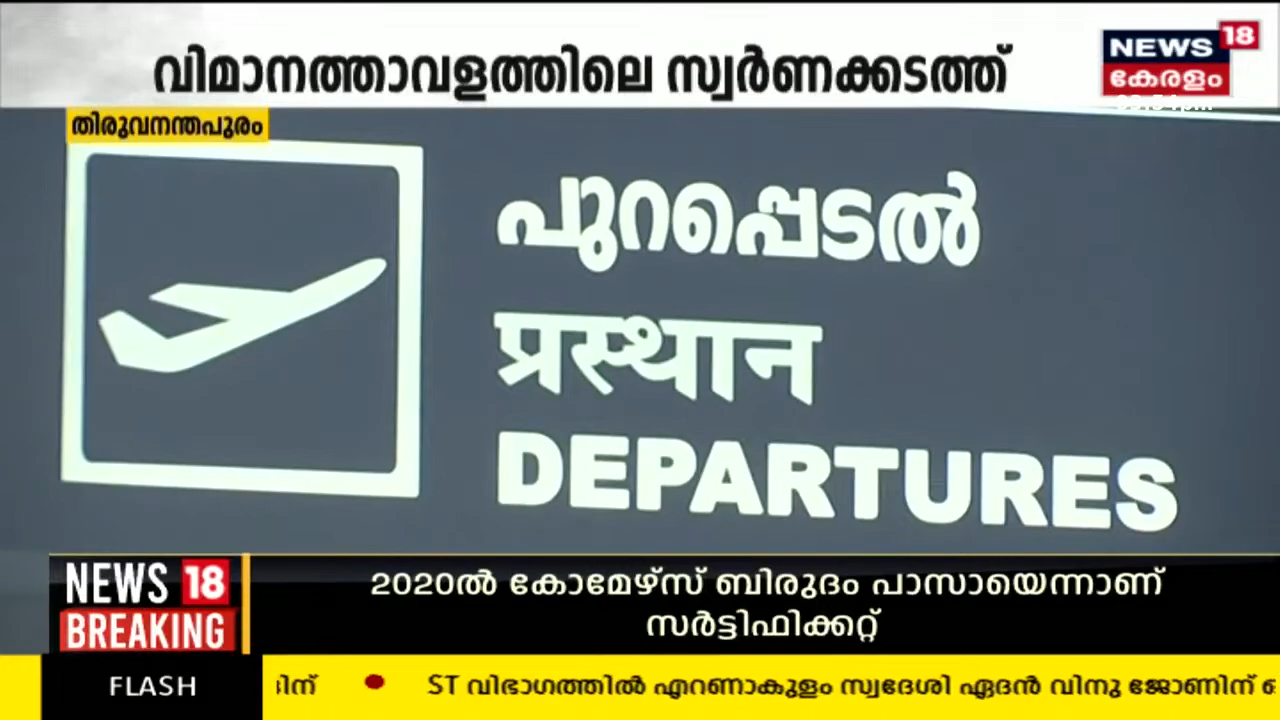 വിമാനത്താവളത്തിലെ സ്വർണക്കടത്ത്
NEWS 18
കേരളം
തിരുവനന്തപുരം
പുറപ്പെടൽ
प्रस्थान
DEPARTURES
NEWS 18
BREAKING
2020ൽ കോമേഴ്സ് ബിരുദം പാസായെന്നാണ്
സർട്ടിഫിക്കറ്റ്
FLASH
ST വിഭാഗത്തിൽ എറണാകുളം സ്വദേശി ഏദൻ വിനു ജോണിന്